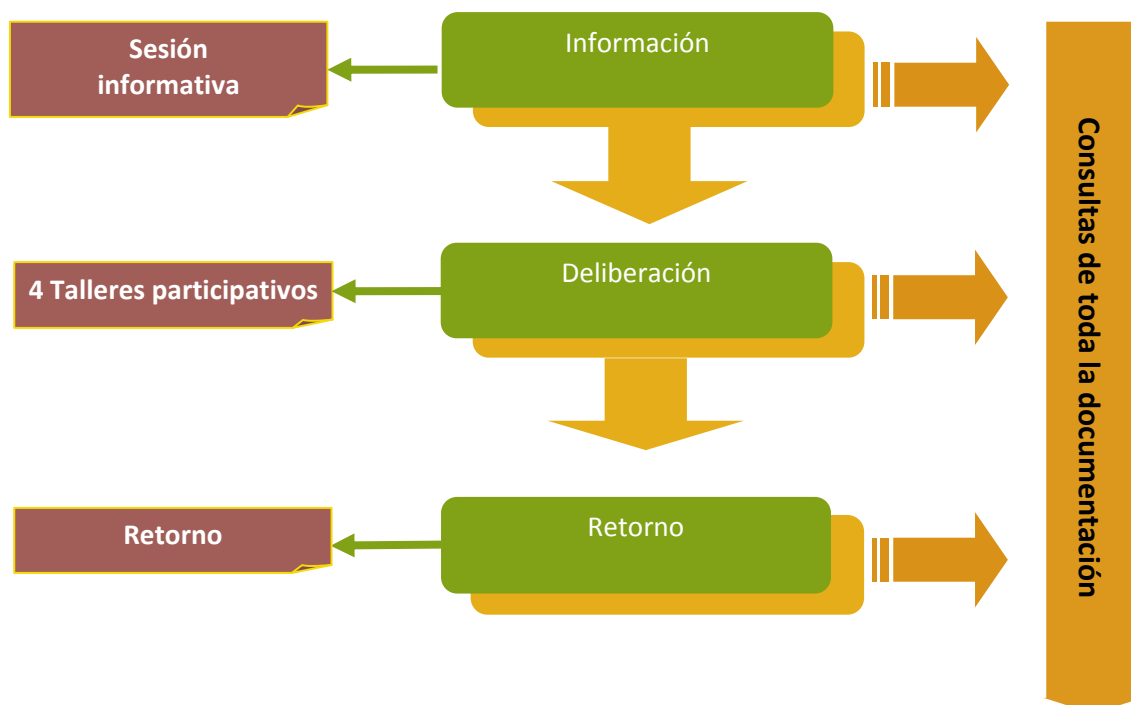 Sesión
informativa
Información
4 Talleres participativos
Deliberación
Retorno
Retorno
Consultas de toda la documentación